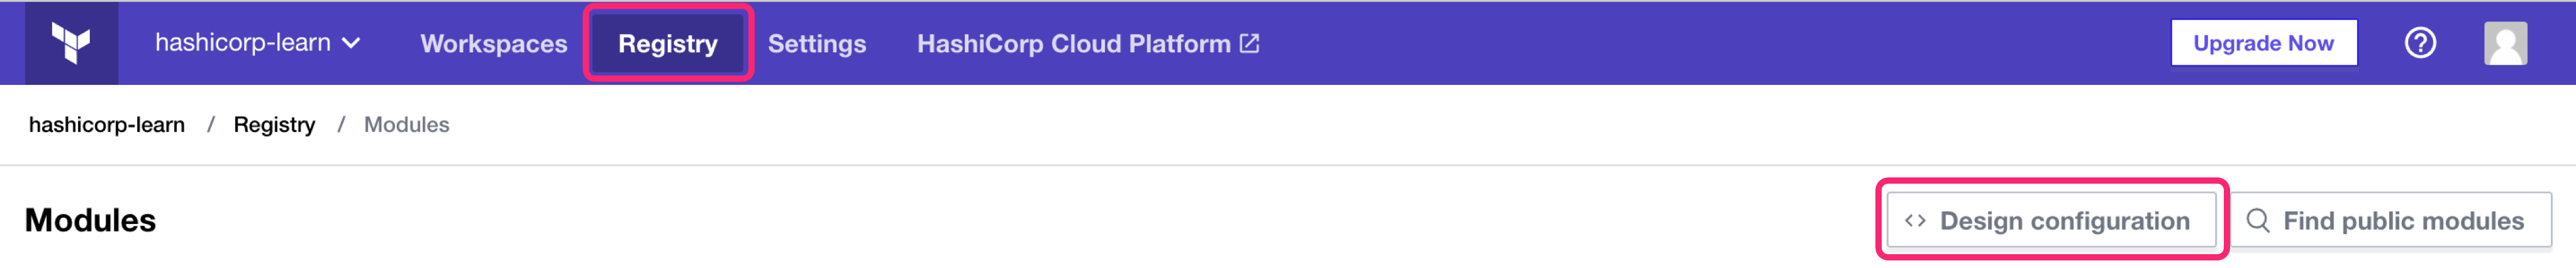 hashicorp-learn Workspaces Registry Settings HashiCorp Cloud Platform Upgrade Now
hashicorp-learn / Registry / Modules
Modules <> Design configuration Find public modules